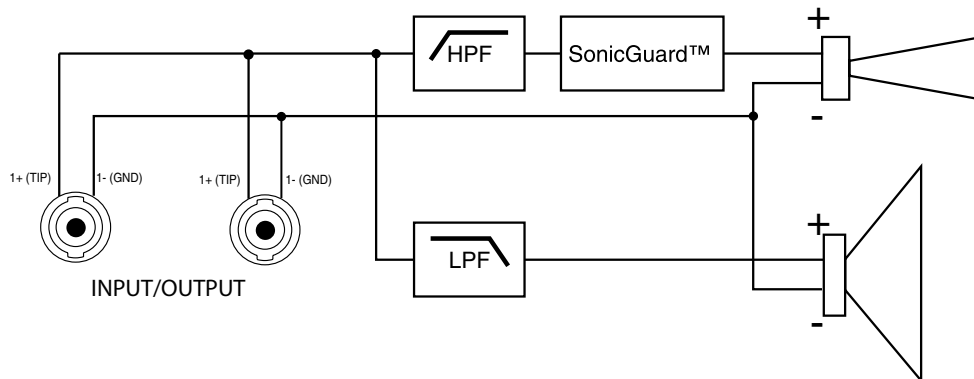 +
HPF
SonicGuard™
-
1+ (TIP)
1- (GND)
1+ (TIP)
1- (GND)
+
LPF
INPUT/OUTPUT
-